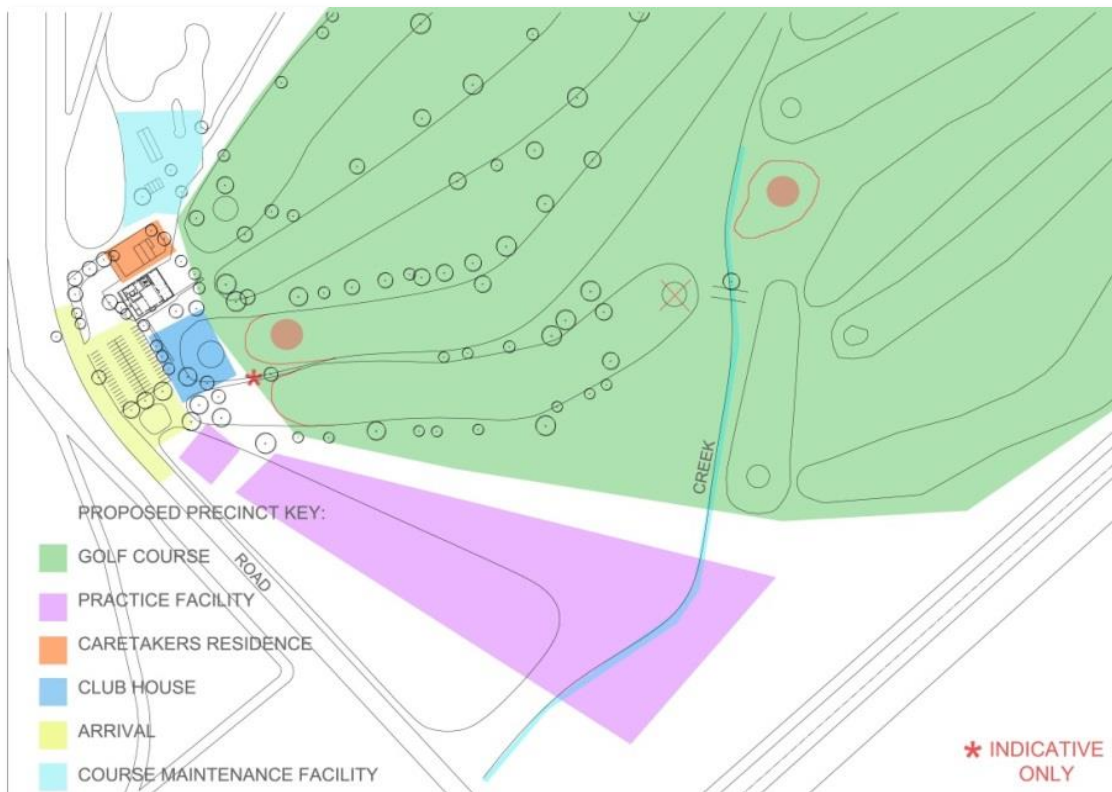 CREEK
PROPOSED PRECINCT KEY:
GOLF COURSE
ROAD
PRACTICE FACILITY
CARETAKERS RESIDENCE
CLUB HOUSE
ARRIVAL
COURSE MAINTENANCE FACILITY
* INDICATIVE
ONLY